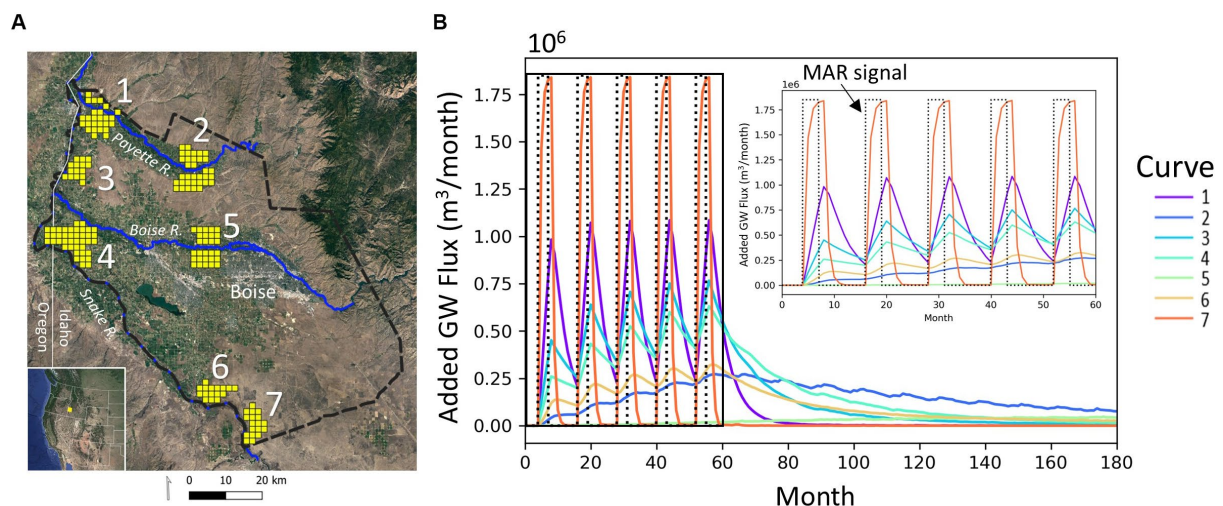 A
1
2
Payette R.
3
4
Boise R.
5
Boise
Snake R.
Oregon
Idaho
6
7
0 10 20 km
B
10⁶
Added GW Flux (m³/month)
1.75
1.50
1.25
1.00
0.75
0.50
0.25
0.00
0 20 40 60 80 100 120 140 160 180
Month
MAR signal
1e6
Added GW Flux (m³/month)
1.75
1.50
1.25
1.00
0.75
0.50
0.25
0.00
0 10 20 30 40 50 60
Month
Curve
1
2
3
4
5
6
7